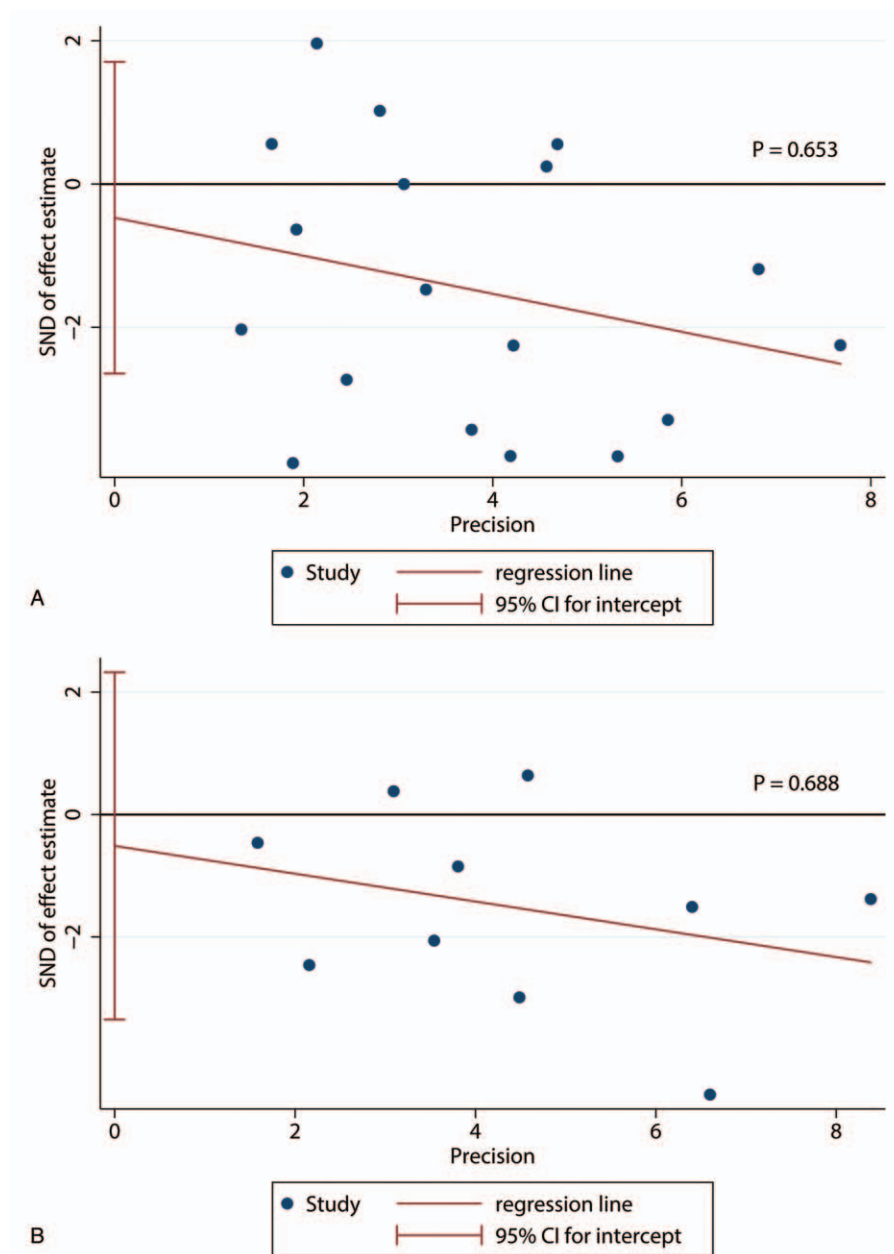 2
0
−2
SND of effect estimate
P = 0.653
0 2 4 6 8
Precision
Study regression line
95% CI for intercept
A
2
0
−2
SND of effect estimate
P = 0.688
0 2 4 6 8
Precision
Study regression line
95% CI for intercept
B